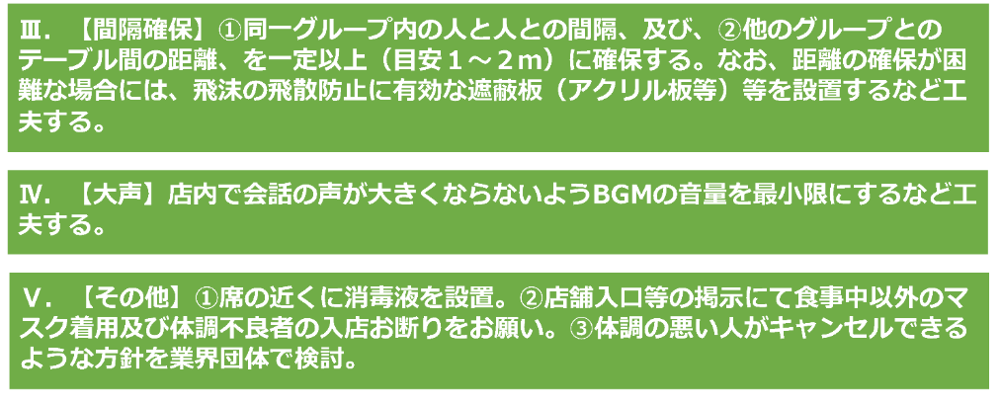 Ⅲ．【間隔確保】①同一グループ内の人と人との間隔、及び、②他のグループとの
テーブル間の距離、を一定以上（目安１～２ｍ）に確保する。なお、距離の確保が困
難な場合には、飛沫の飛散防止に有効な遮蔽板（アクリル板等）等を設置するなど工
夫する。
Ⅳ．【大声】店内で会話の声が大きくならないようBGMの音量を最小限にするなど工
夫する。
Ⅴ．【その他】①席の近くに消毒液を設置。②店舗入口等の掲示にて食事中以外のマ
スク着用及び体調不良者の入店お断りをお願い。③体調の悪い人がキャンセルできる
ような方針を業界団体で検討。